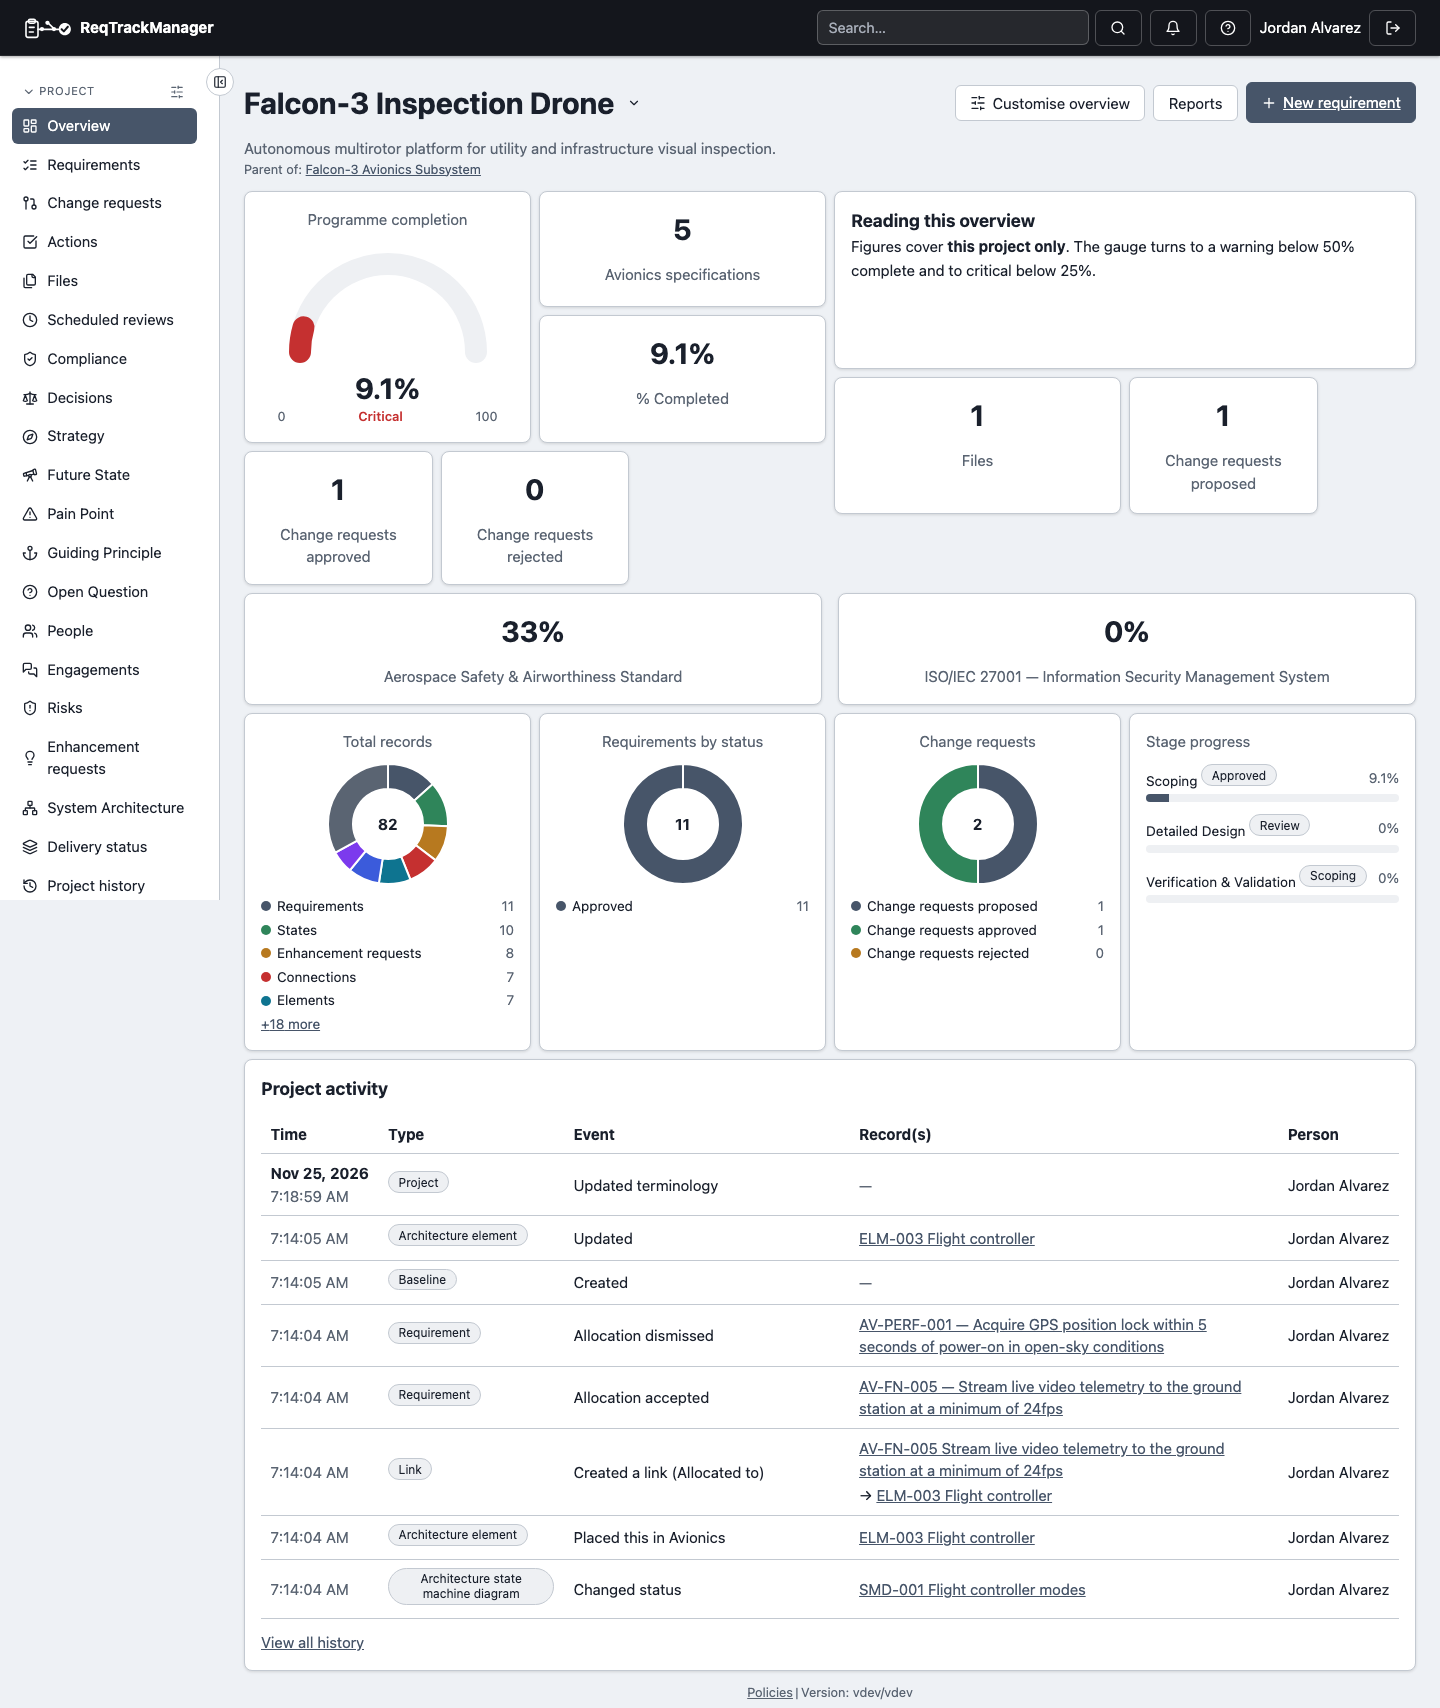 ReqTrackManager
Search...
Jordan Alvarez
PROJECT
Overview
Requirements
Change requests
Actions
Files
Scheduled reviews
Compliance
Decisions
Strategy
Future State
Pain Point
Guiding Principle
Open Question
People
Engagements
Risks
Enhancement
requests
System Architecture
Delivery status
Project history
Falcon-3 Inspection Drone
Customise overview
Reports
New requirement
Autonomous multirotor platform for utility and infrastructure visual inspection.
Parent of: Falcon-3 Avionics Subsystem
Programme completion
9.1%
0 Critical 100
5
Avionics specifications
9.1%
% Completed
Reading this overview
Figures cover this project only. The gauge turns to a warning below 50%
complete and to critical below 25%.
1
Files
1
Change requests
proposed
1
Change requests
approved
0
Change requests
rejected
33%
Aerospace Safety & Airworthiness Standard
0%
ISO/IEC 27001 — Information Security Management System
Total records
82
Requirements 11
States 10
Enhancement requests 8
Connections 7
Elements 7
+18 more
Requirements by status
11
Approved 11
Change requests
2
Change requests proposed 1
Change requests approved 1
Change requests rejected 0
Stage progress
Scoping Approved 9.1%
Detailed Design Review 0%
Verification & Validation Scoping 0%
Project activity
Time Type Event Record(s) Person
Nov 25, 2026
7:18:59 AM Project Updated terminology — Jordan Alvarez
7:14:05 AM Architecture element Updated ELM-003 Flight controller Jordan Alvarez
7:14:05 AM Baseline Created — Jordan Alvarez
7:14:04 AM Requirement Allocation dismissed AV-PERF-001 — Acquire GPS position lock within 5
seconds of power-on in open-sky conditions Jordan Alvarez
7:14:04 AM Requirement Allocation accepted AV-FN-005 — Stream live video telemetry to the ground
station at a minimum of 24fps Jordan Alvarez
7:14:04 AM Link Created a link (Allocated to) AV-FN-005 Stream live video telemetry to the ground
station at a minimum of 24fps Jordan Alvarez
→ ELM-003 Flight controller
7:14:04 AM Architecture element Placed this in Avionics ELM-003 Flight controller Jordan Alvarez
7:14:04 AM Architecture state
machine diagram Changed status SMD-001 Flight controller modes Jordan Alvarez
View all history
Policies | Version: vdev/vdev